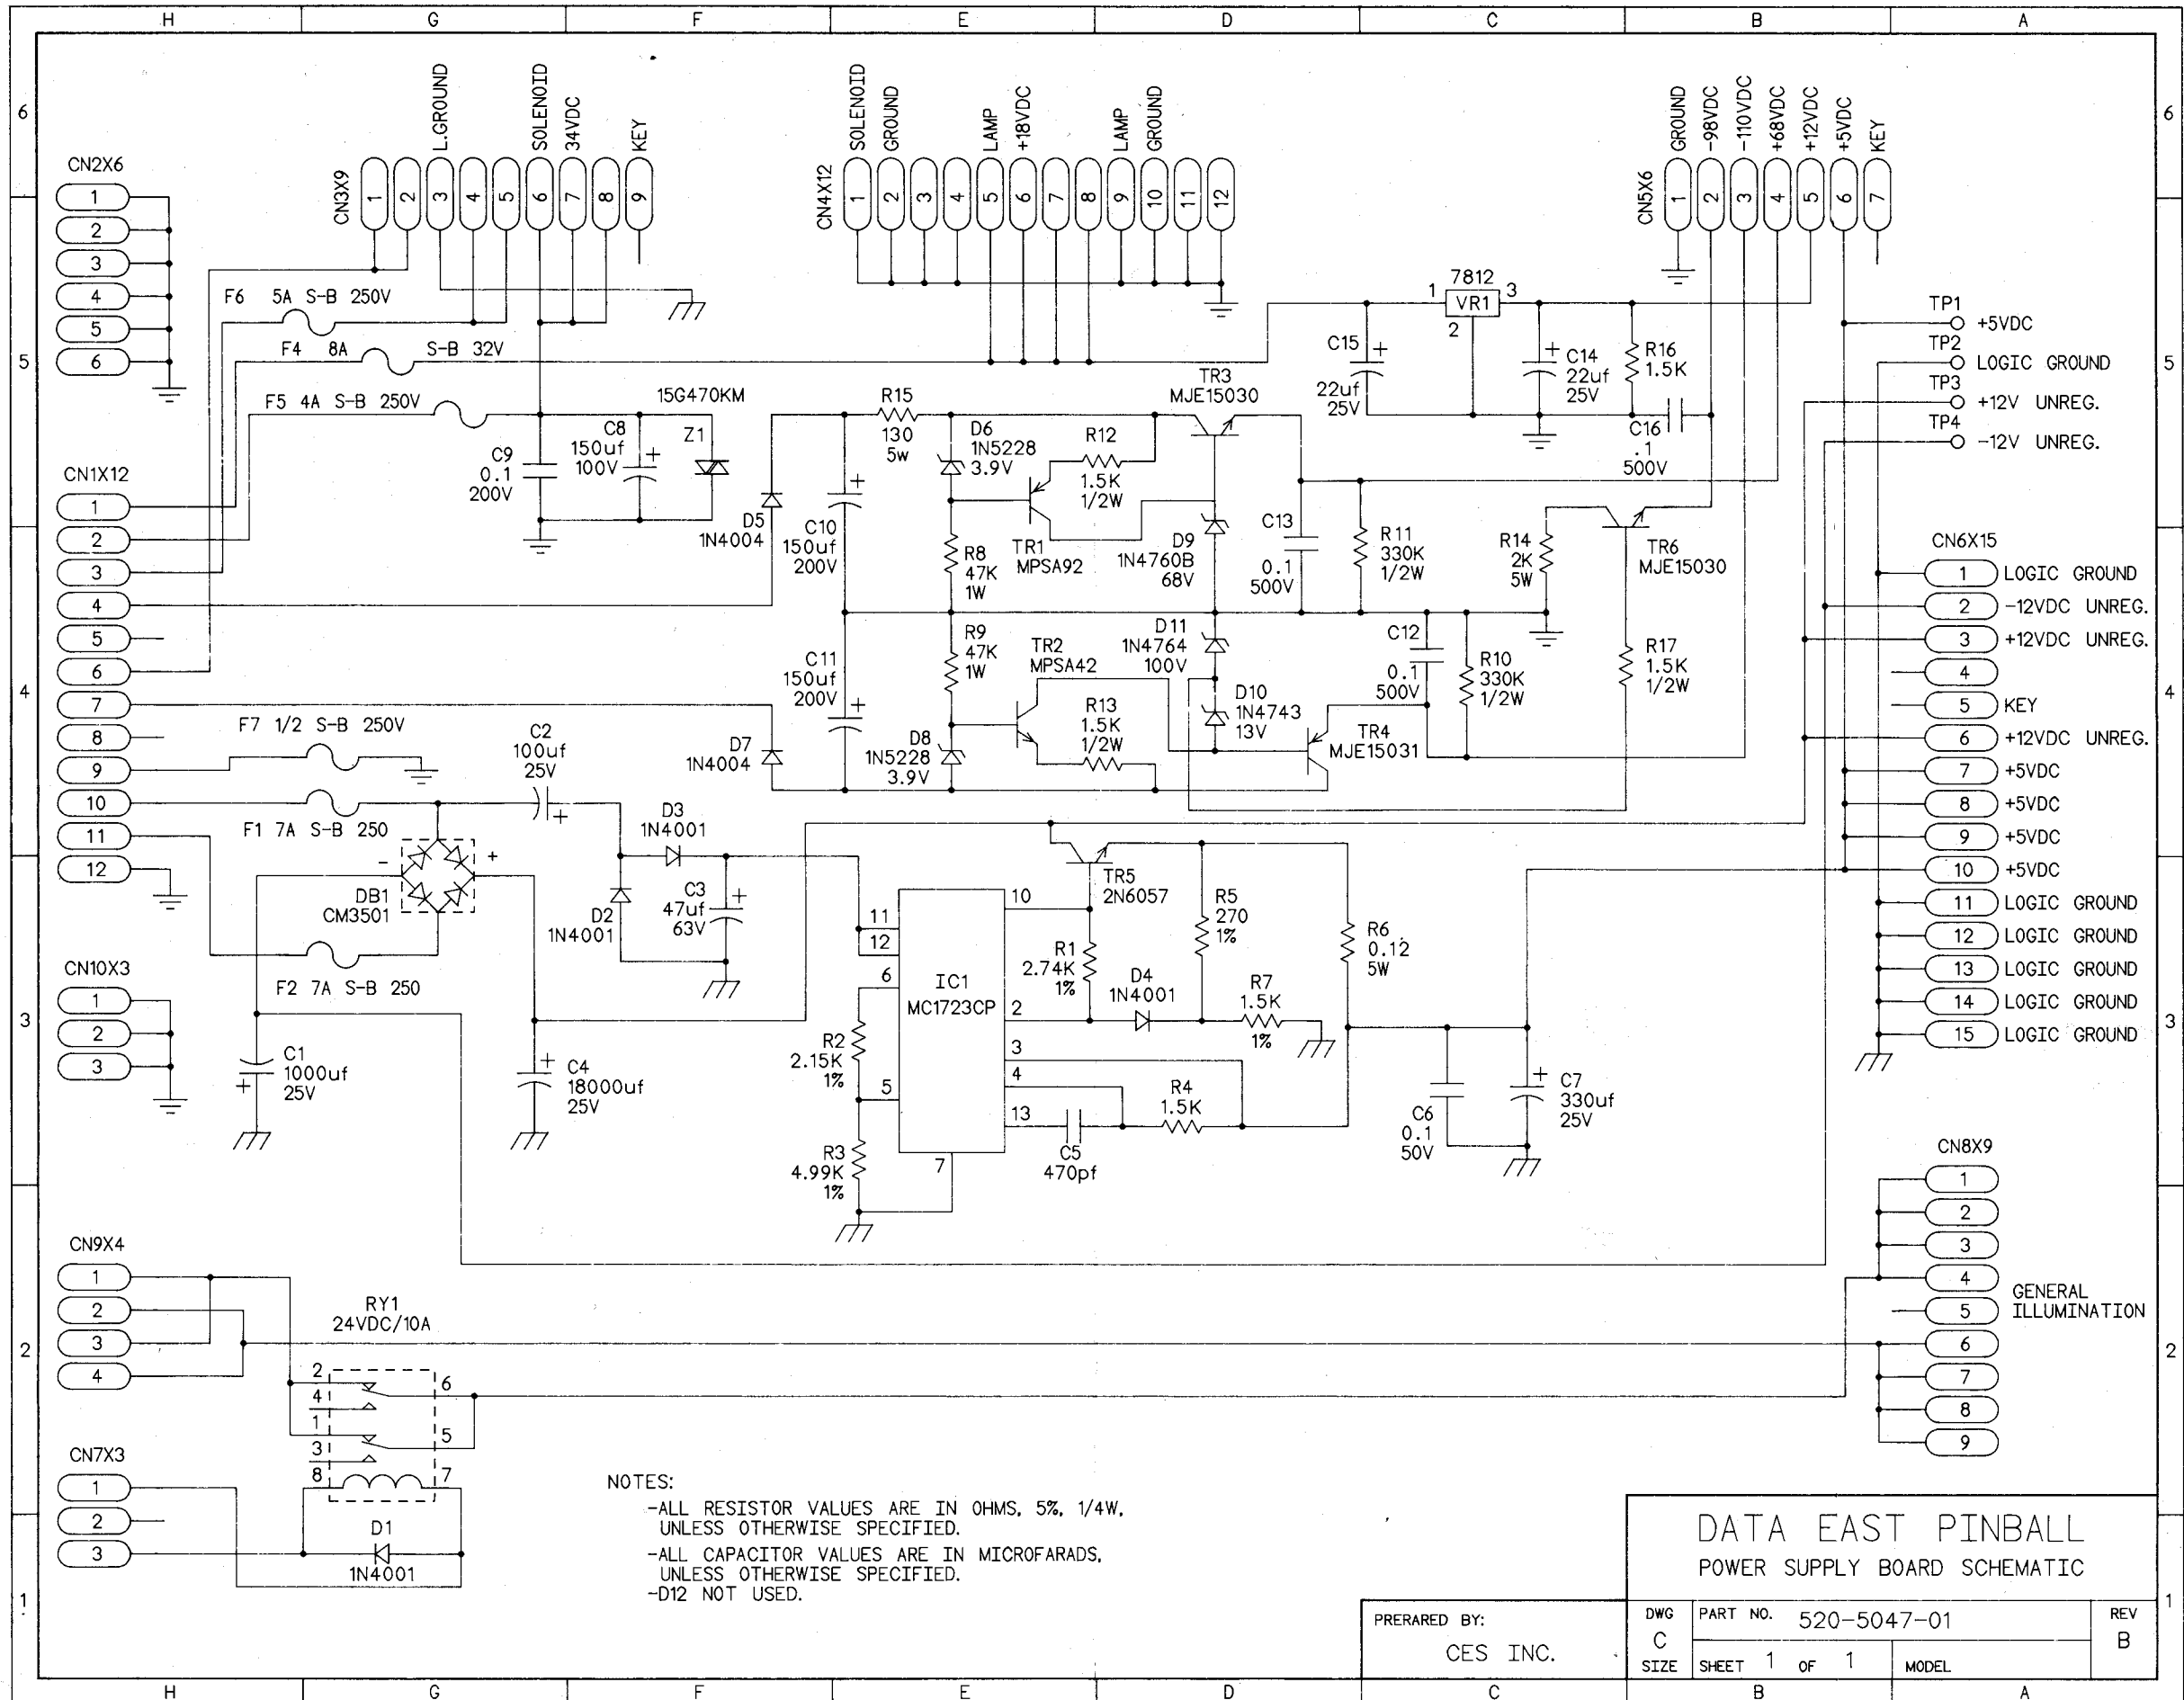 H G F E D C B A
6
5
4
3
2
1
6
5
4
3
2
1
H G F E D C B A
CN2X6
1
2
3
4
5
6
CN3X9
1 2 3 4 5 6 7 8 9
L.GROUND
SOLENOID
34VDC
KEY
CN4X12
1 2 3 4 5 6 7 8 9 10 11 12
SOLENOID
GROUND
LAMP
+18VDC
LAMP
GROUND
CN5X6
1 2 3 4 5 6 7
GROUND
-98VDC
-110VDC
+68VDC
+12VDC
+5VDC
KEY
F6 5A S-B 250V
F4 8A S-B 32V
F5 4A S-B 250V
15G470KM
Z1
C8
150uf
100V
+
C9
0.1
200V
CN1X12
1
2
3
4
5
6
7
8
9
10
11
12
D5
1N4004
R15
130
5w
+
C10
150uf
200V
D6
1N5228
3.9V
R12
1.5K
1/2W
TR3
MJE15030
TR1
MPSA92
R8
47K
1W
D9
1N4760B
68V
C13
0.1
500V
R11
330K
1/2W
7812
VR1
1 3
2
C15
+
22uf
25V
+
C14
22uf
25V
R16
1.5K
C16
.1
500V
R14
2K
5W
TR6
MJE15030
R17
1.5K
1/2W
TP1
+5VDC
TP2
LOGIC GROUND
TP3
+12V UNREG.
TP4
-12V UNREG.
C11
150uf
200V
+
R9
47K
1W
TR2
MPSA42
R13
1.5K
1/2W
D8
1N5228
3.9V
D7
1N4004
D11
1N4764
100V
D10
1N4743
13V
TR4
MJE15031
C12
0.1
500V
R10
330K
1/2W
F7 1/2 S-B 250V
C2
100uf
25V
+
F1 7A S-B 250
- +
DB1
CM3501
F2 7A S-B 250
D3
1N4001
D2
1N4001
C3
47uf
63V
+
CN10X3
1
2
3
C1
1000uf
25V
+
+
C4
18000uf
25V
11
12
6
5
7
10
2
3
4
13
IC1
MC1723CP
R2
2.15K
1%
R3
4.99K
1%
R1
2.74K
1%
TR5
2N6057
D4
1N4001
R5
270
1%
R7
1.5K
1%
R6
0.12
5W
R4
1.5K
C5
470pf
C6
0.1
50V
+
C7
330uf
25V
CN6X15
1 LOGIC GROUND
2 -12VDC UNREG.
3 +12VDC UNREG.
4
5 KEY
6 +12VDC UNREG.
7 +5VDC
8 +5VDC
9 +5VDC
10 +5VDC
11 LOGIC GROUND
12 LOGIC GROUND
13 LOGIC GROUND
14 LOGIC GROUND
15 LOGIC GROUND
CN8X9
1
2
3
4
5
6
7
8
9
GENERAL
ILLUMINATION
CN9X4
1
2
3
4
RY1
24VDC/10A
2
4
1
3
8
6
5
7
CN7X3
1
2
3
D1
1N4001
NOTES:
-ALL RESISTOR VALUES ARE IN OHMS, 5%, 1/4W,
UNLESS OTHERWISE SPECIFIED.
-ALL CAPACITOR VALUES ARE IN MICROFARADS,
UNLESS OTHERWISE SPECIFIED.
-D12 NOT USED.
PRERARED BY:
CES INC.
DATA EAST PINBALL
POWER SUPPLY BOARD SCHEMATIC
DWG
C
SIZE
PART NO. 520-5047-01
REV
B
SHEET 1 OF 1
MODEL